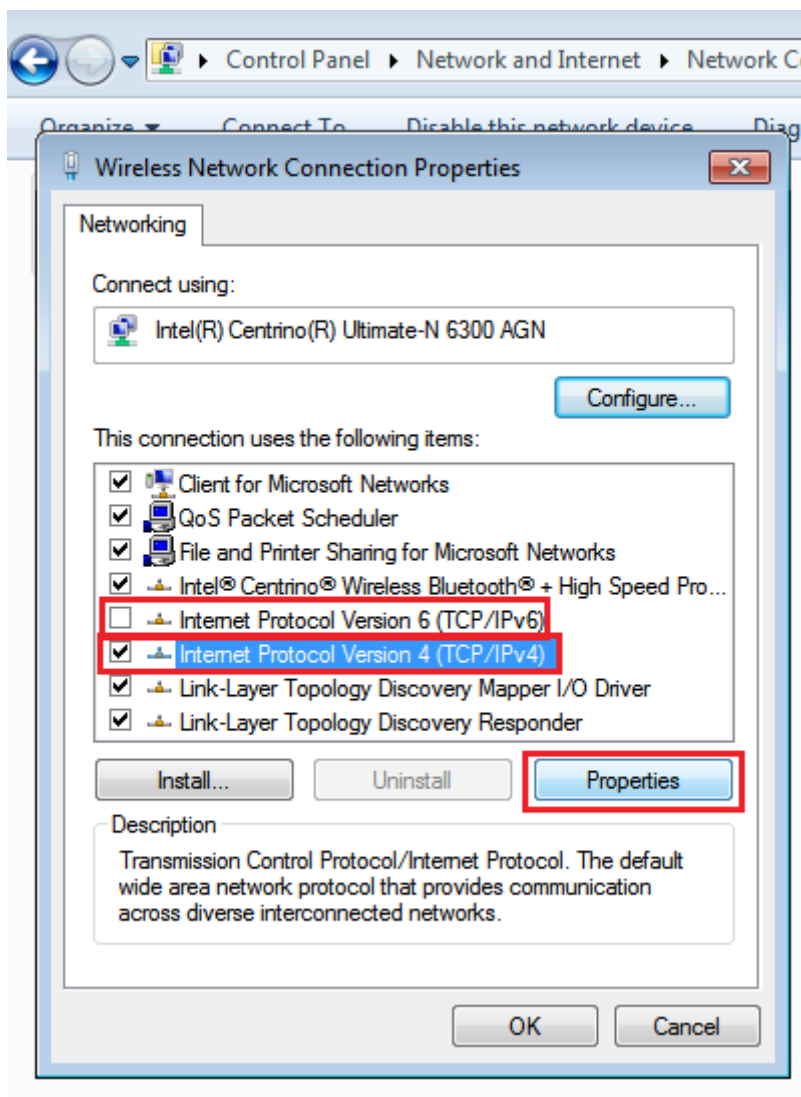 Control Panel Network and Internet Network C
Organize Connect To Disable this network device Diag
Wireless Network Connection Properties
Networking
Connect using:
Intel(R) Centrino(R) Ultimate-N 6300 AGN
Configure...
This connection uses the following items:
Client for Microsoft Networks
QoS Packet Scheduler
File and Printer Sharing for Microsoft Networks
Intel® Centrino® Wireless Bluetooth® + High Speed Pro...
Internet Protocol Version 6 (TCP/IPv6)
Internet Protocol Version 4 (TCP/IPv4)
Link-Layer Topology Discovery Mapper I/O Driver
Link-Layer Topology Discovery Responder
Install... Uninstall Properties
Description
Transmission Control Protocol/Internet Protocol. The default
wide area network protocol that provides communication
across diverse interconnected networks.
OK Cancel